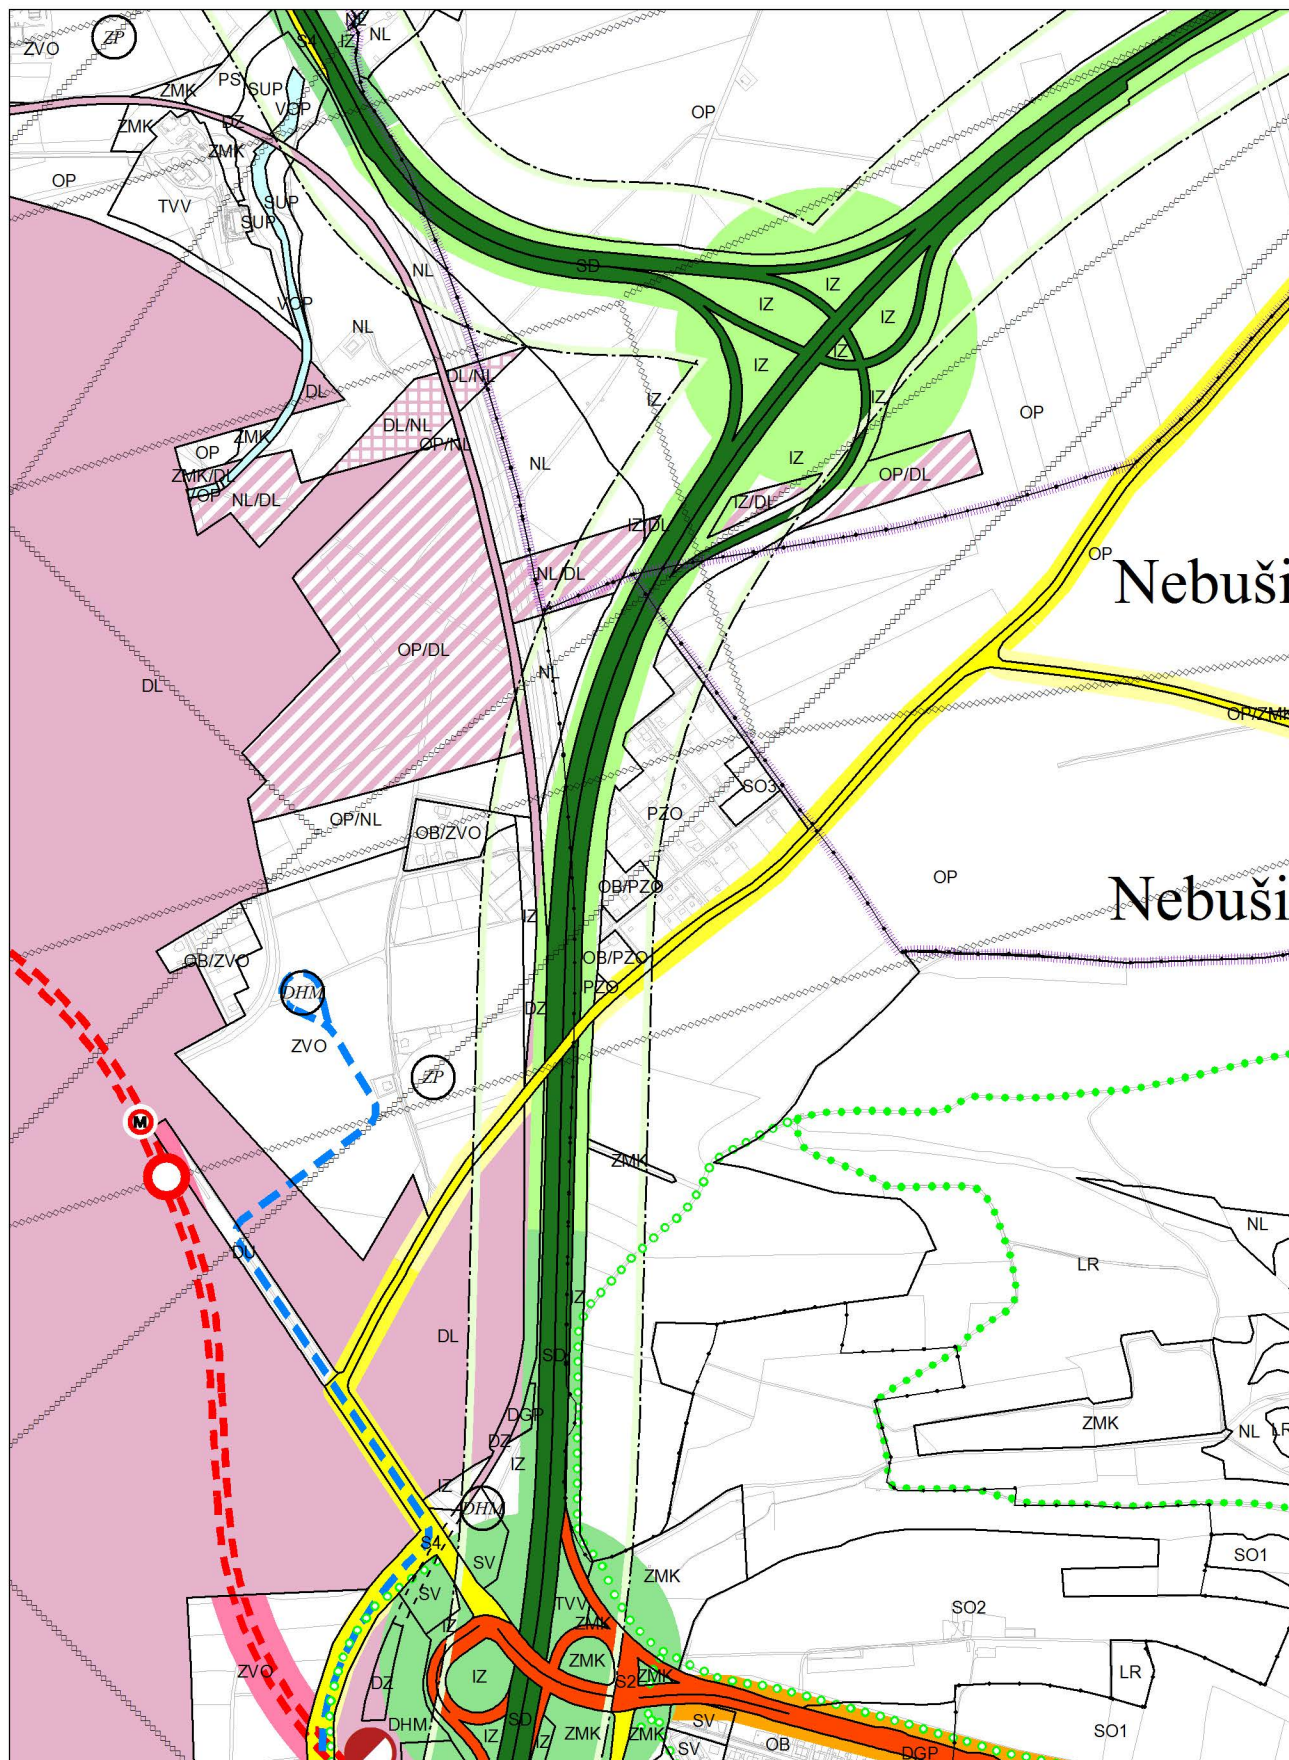 ZVO
ZP
S4
IZ
NL
NL
PS
SUP
ZMK
VOP
OP
ZMK
DZ
ZMK
OP
TVV
SUP
SUP
SD
NL
IZ
IZ
IZ
VOP
NL
IZ
IZ
DL/NL
DL
IZ
IZ
OP
DL/NL
ZMK
OP/NL
OP
NL
IZ
OP/DL
ZMK/DL
VOP
NL/DL
IZ/DL
IZ/DL
OP
NL/DL
Nebuši
OP/DL
NL
DL
OP/ZMK
SO3
PZO
OP/NL
OB/ZVO
OP
OB/PZO
Nebuši
IZ
OB/ZVO
OB/PZO
DHM
PZO
DZ
ZVO
ZP
M
ZMK
NL
DU
LR
IZ
DL
SD
DGP
ZMK
NL
LR
DZ
IZ
IZ
DHM
S4
SO1
SV
ZMK
SV
TVV
SO2
ZMK
IZ
ZMK
ZVO
IZ
ZMK
LR
DZ
S2
SD
DHM
IZ
IZ
ZMK
ZMK
SV
SO1
SV
OB
DGP